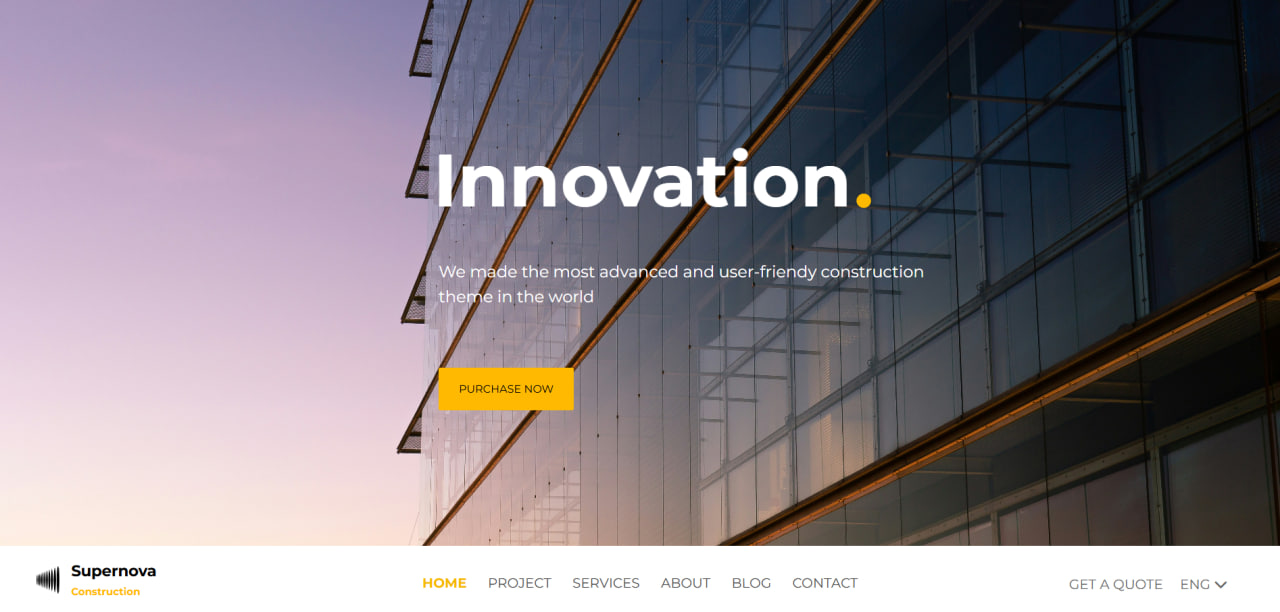 Innovation.
We made the most advanced and user-friendy construction
theme in the world
PURCHASE NOW
Supernova
Construction
HOME PROJECT SERVICES ABOUT BLOG CONTACT
GET A QUOTE ENG